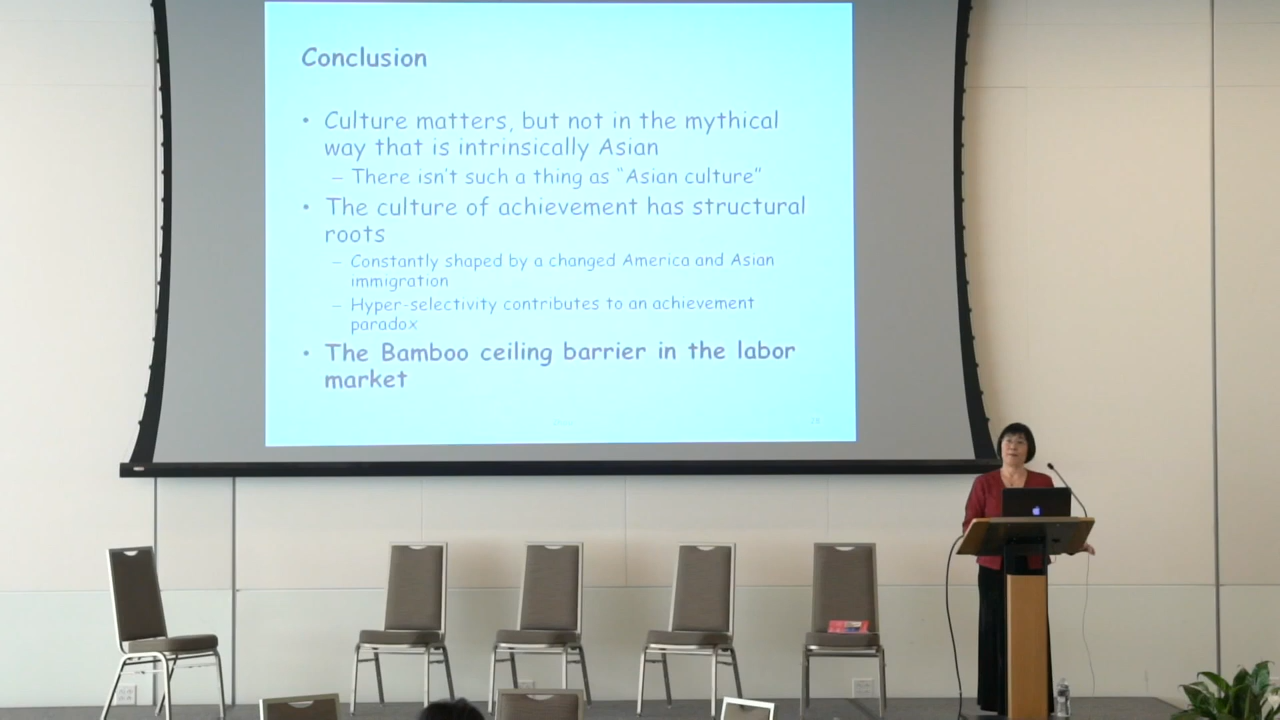 Conclusion
• Culture matters, but not in the mythical
way that is intrinsically Asian
– There isn't such a thing as “Asian culture”
• The culture of achievement has structural
roots
– Constantly shaped by a changed America and Asian
immigration
– Hyper-selectivity contributes to an achievement
paradox
• The Bamboo ceiling barrier in the labor
market